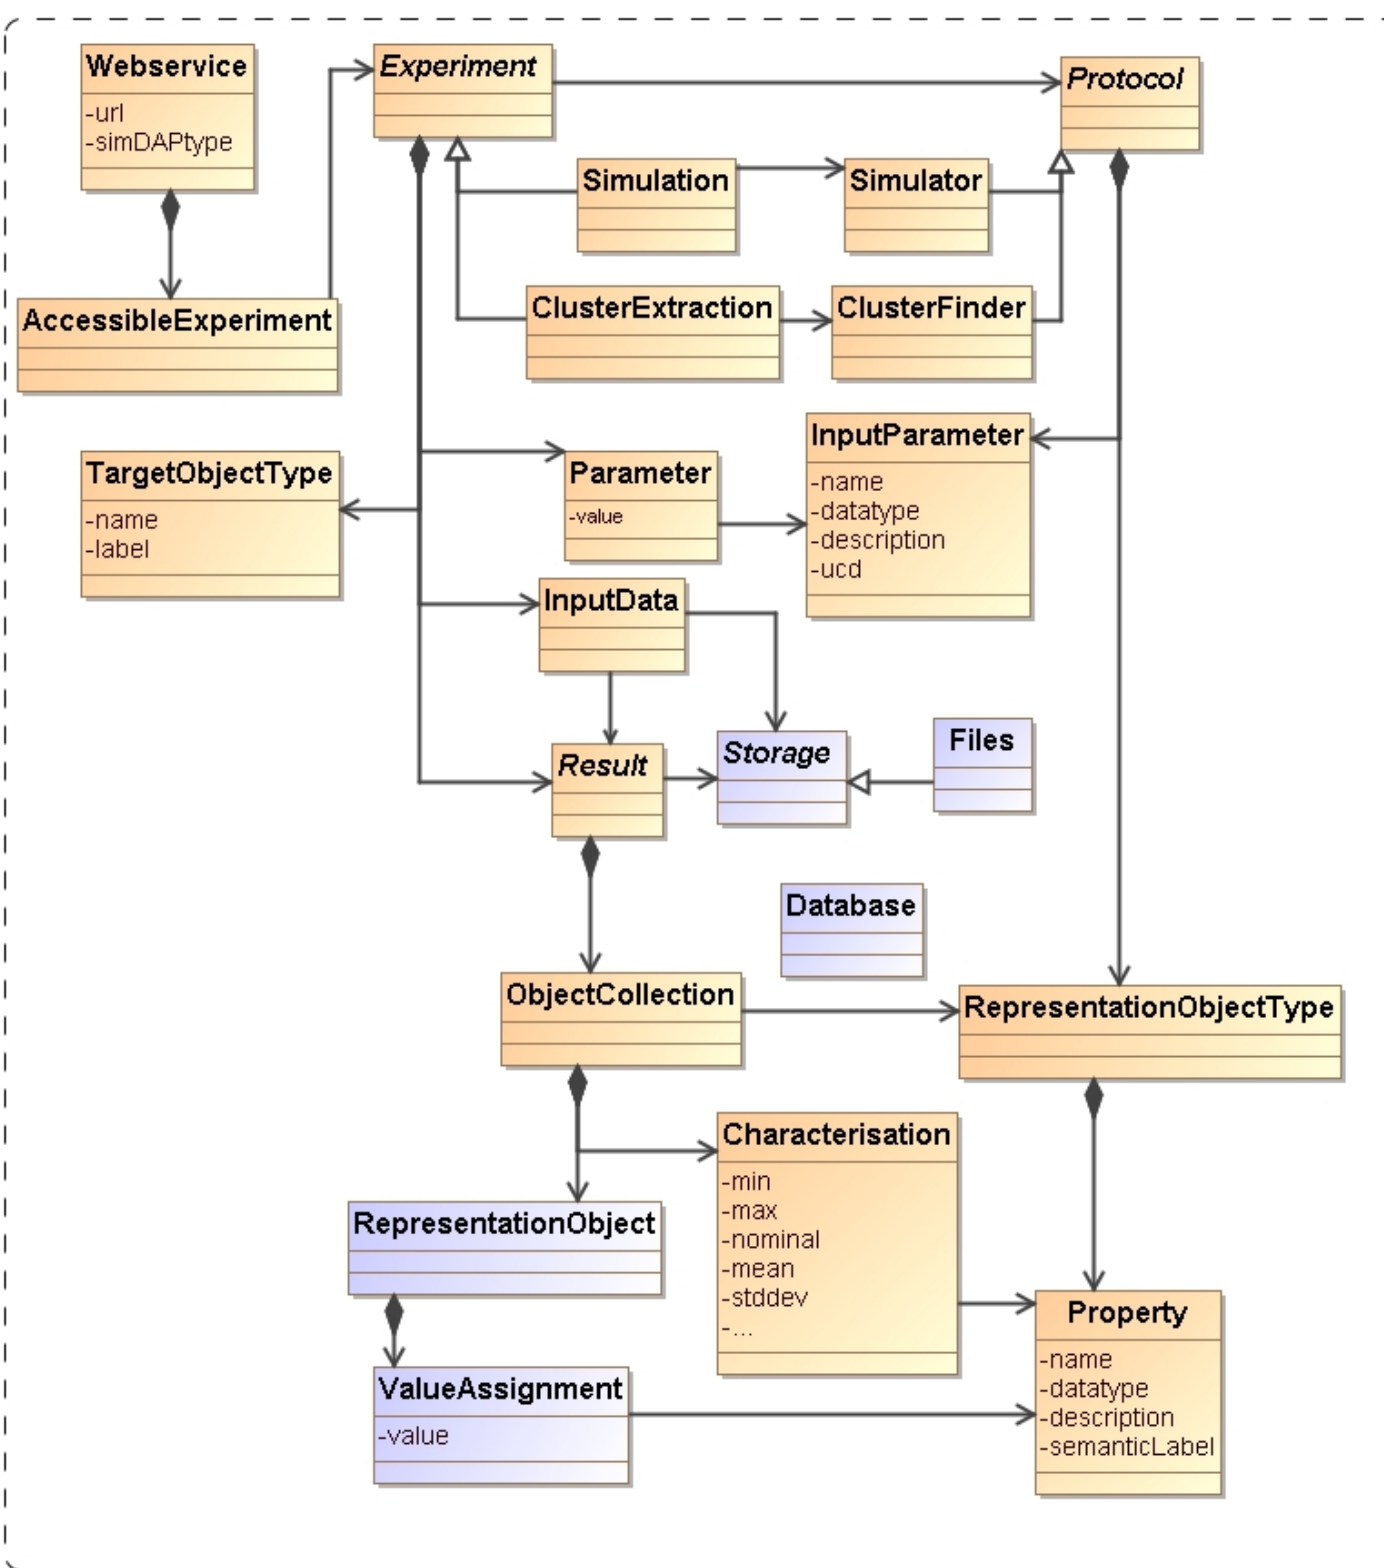 Webservice
-url
-simDAPtype
Experiment
Protocol
Simulation
Simulator
ClusterExtraction
ClusterFinder
AccessibleExperiment
TargetObjectType
-name
-label
Parameter
-value
InputParameter
-name
-datatype
-description
-ucd
InputData
Result
Storage
Files
Database
ObjectCollection
RepresentationObjectType
Characterisation
-min
-max
-nominal
-mean
-stddev
-...
RepresentationObject
ValueAssignment
-value
Property
-name
-datatype
-description
-semanticLabel